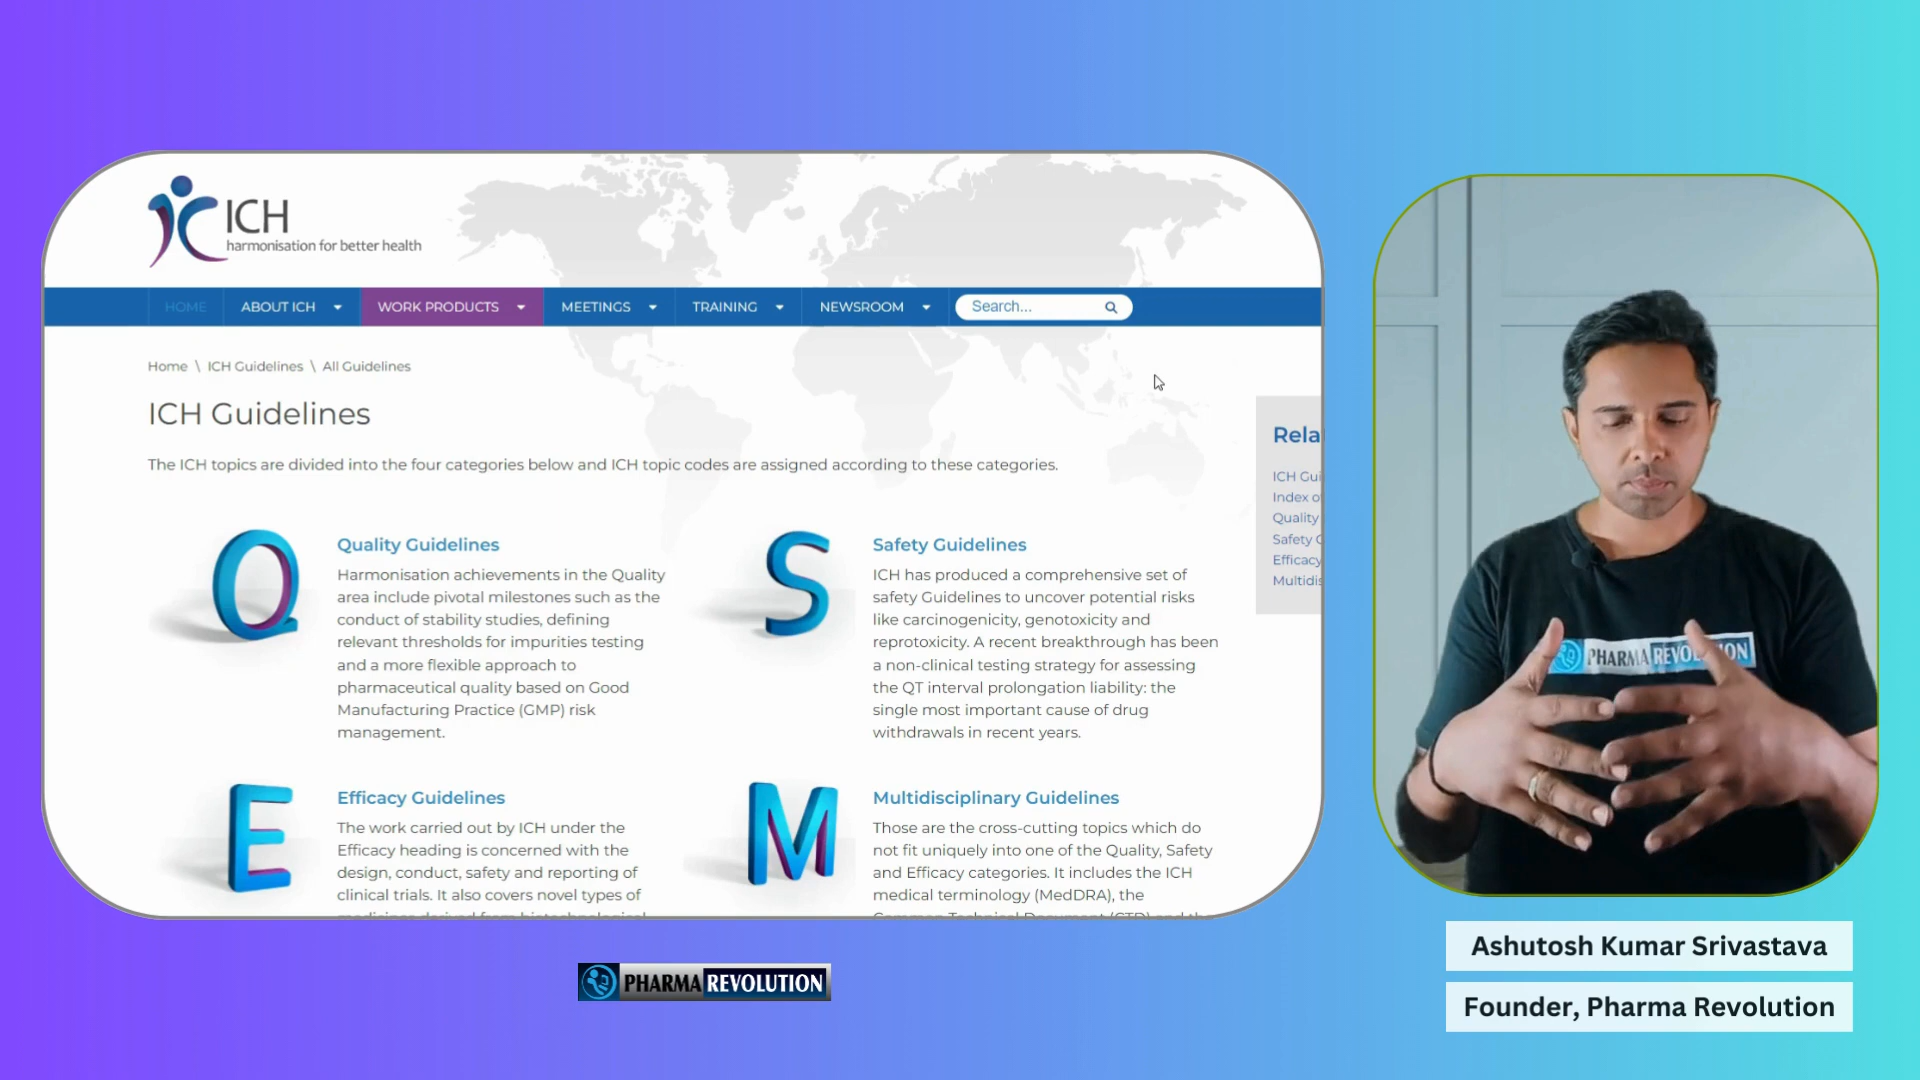 ICH
harmonisation for better health
HOME
ABOUT ICH
WORK PRODUCTS
MEETINGS
TRAINING
NEWSROOM
Search...
Home \ ICH Guidelines \ All Guidelines
ICH Guidelines
The ICH topics are divided into the four categories below and ICH topic codes are assigned according to these categories.
Q
Quality Guidelines
Harmonisation achievements in the Quality
area include pivotal milestones such as the
conduct of stability studies, defining
relevant thresholds for impurities testing
and a more flexible approach to
pharmaceutical quality based on Good
Manufacturing Practice (GMP) risk
management.
S
Safety Guidelines
ICH has produced a comprehensive set of
safety Guidelines to uncover potential risks
like carcinogenicity, genotoxicity and
reprotoxicity. A recent breakthrough has been
a non-clinical testing strategy for assessing
the QT interval prolongation liability: the
single most important cause of drug
withdrawals in recent years.
E
Efficacy Guidelines
The work carried out by ICH under the
Efficacy heading is concerned with the
design, conduct, safety and reporting of
clinical trials. It also covers novel types of
M
Multidisciplinary Guidelines
Those are the cross-cutting topics which do
not fit uniquely into one of the Quality, Safety
and Efficacy categories. It includes the ICH
medical terminology (MedDRA), the
Rela
ICH Gui
Index o
Quality
Safety
Efficacy
Multidis
PHARMA REVOLUTION
PHARMA REVOLUTION
Ashutosh Kumar Srivastava
Founder, Pharma Revolution